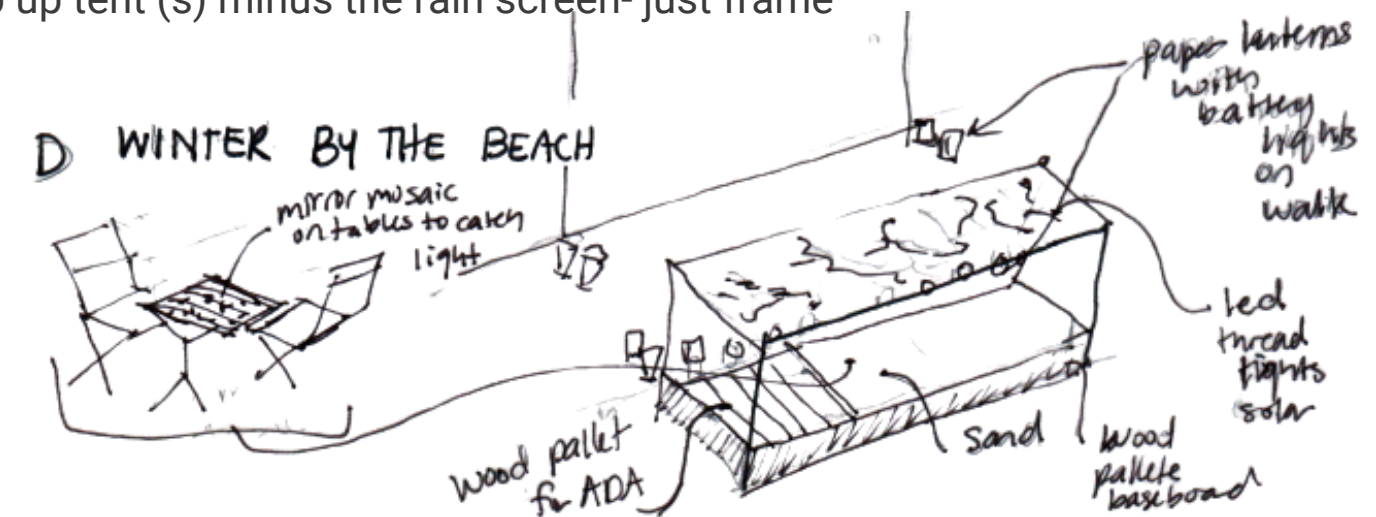 up tent (s) minus the rain screen- just frame
D WINTER BY THE BEACH
mirror mosaic
on tables to catch
light
paper lanterns
with
battery
lights
on
walk
led
thread
lights
solar
sand
wood
pallete
baseboard
wood pallet
for ADA